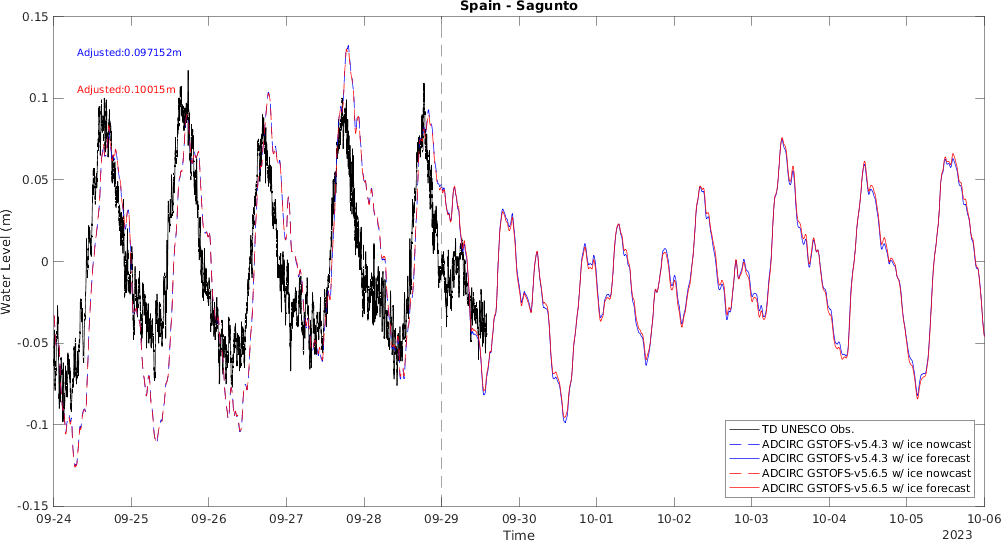 Spain - Sagunto
0.15
0.1
0.05
0
-0.05
-0.1
-0.15
Water Level (m)
Adjusted:0.097152m
Adjusted:0.10015m
TD UNESCO Obs.
ADCIRC GSTOFS-v5.4.3 w/ ice nowcast
ADCIRC GSTOFS-v5.4.3 w/ ice forecast
ADCIRC GSTOFS-v5.6.5 w/ ice nowcast
ADCIRC GSTOFS-v5.6.5 w/ ice forecast
09-24 09-25 09-26 09-27 09-28 09-29 09-30 10-01 10-02 10-03 10-04 10-05 10-06
Time
2023